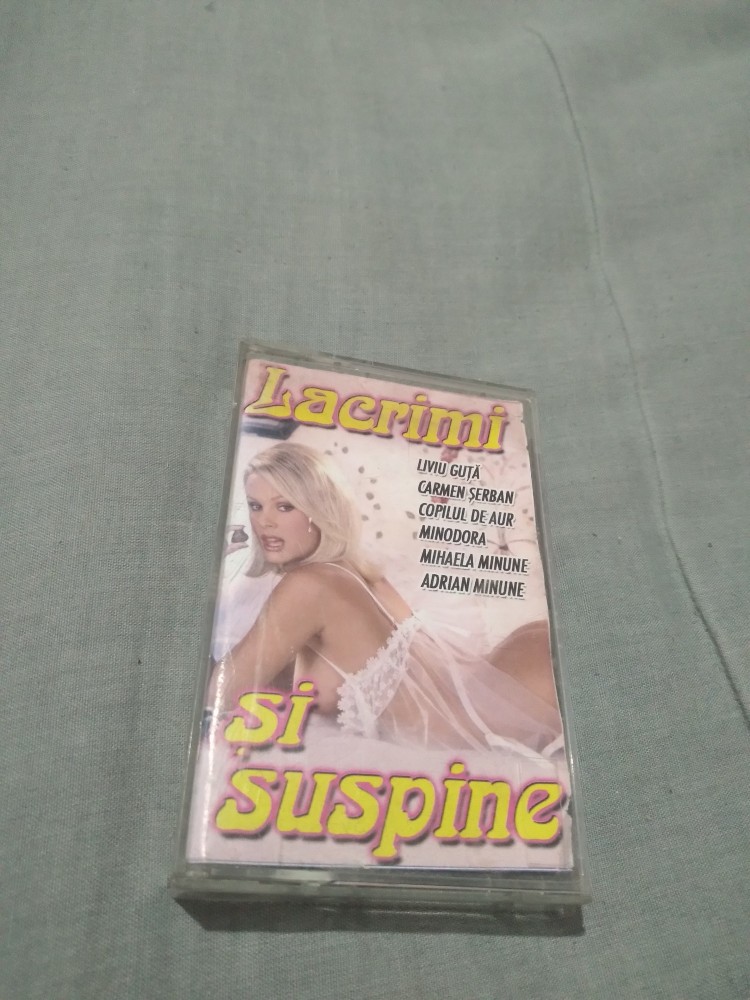 Lacrimi
LIVIU GUȚĂ
CARMEN ȘERBAN
COPILUL DE AUR
MINODORA
MIHAELA MINUNE
ADRIAN MINUNE
și
suspine